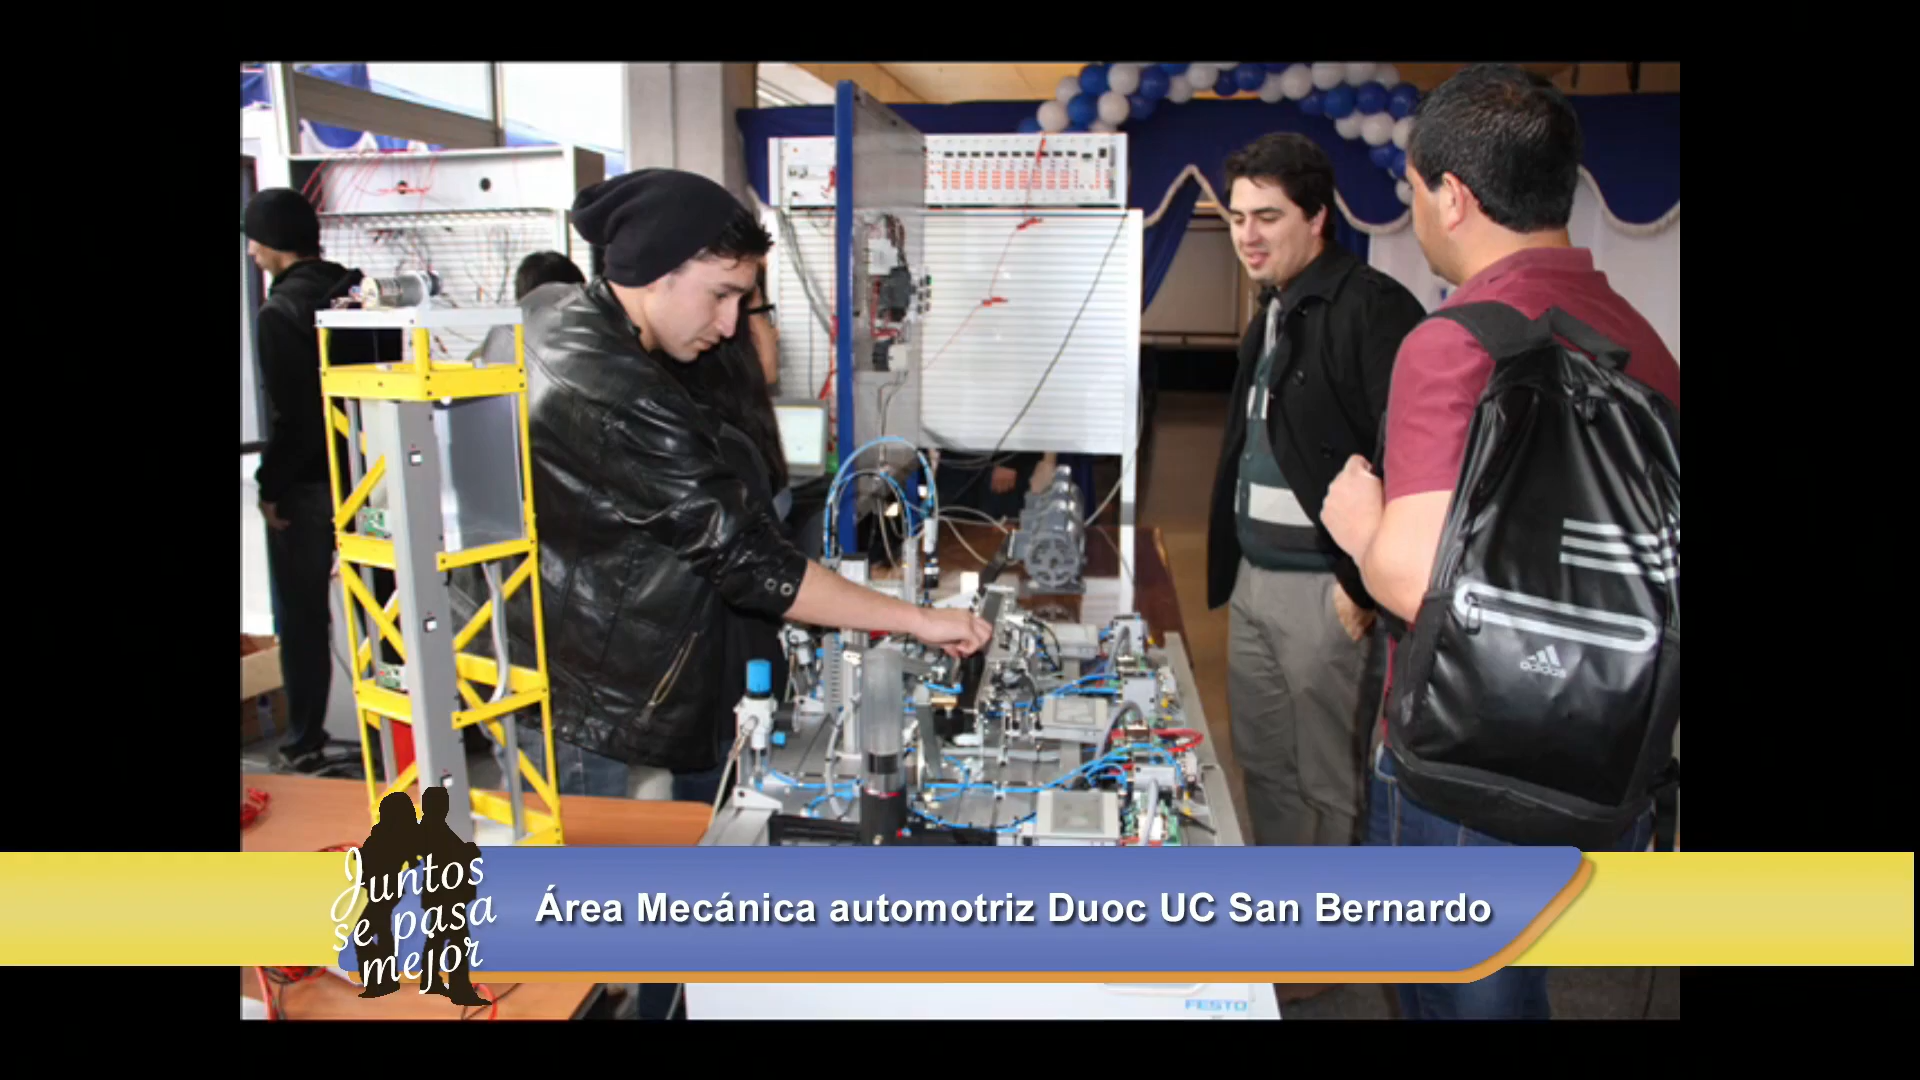 adidas
Juntos
se pasa
mejor
Área Mecánica automotriz Duoc UC San Bernardo
FESTO